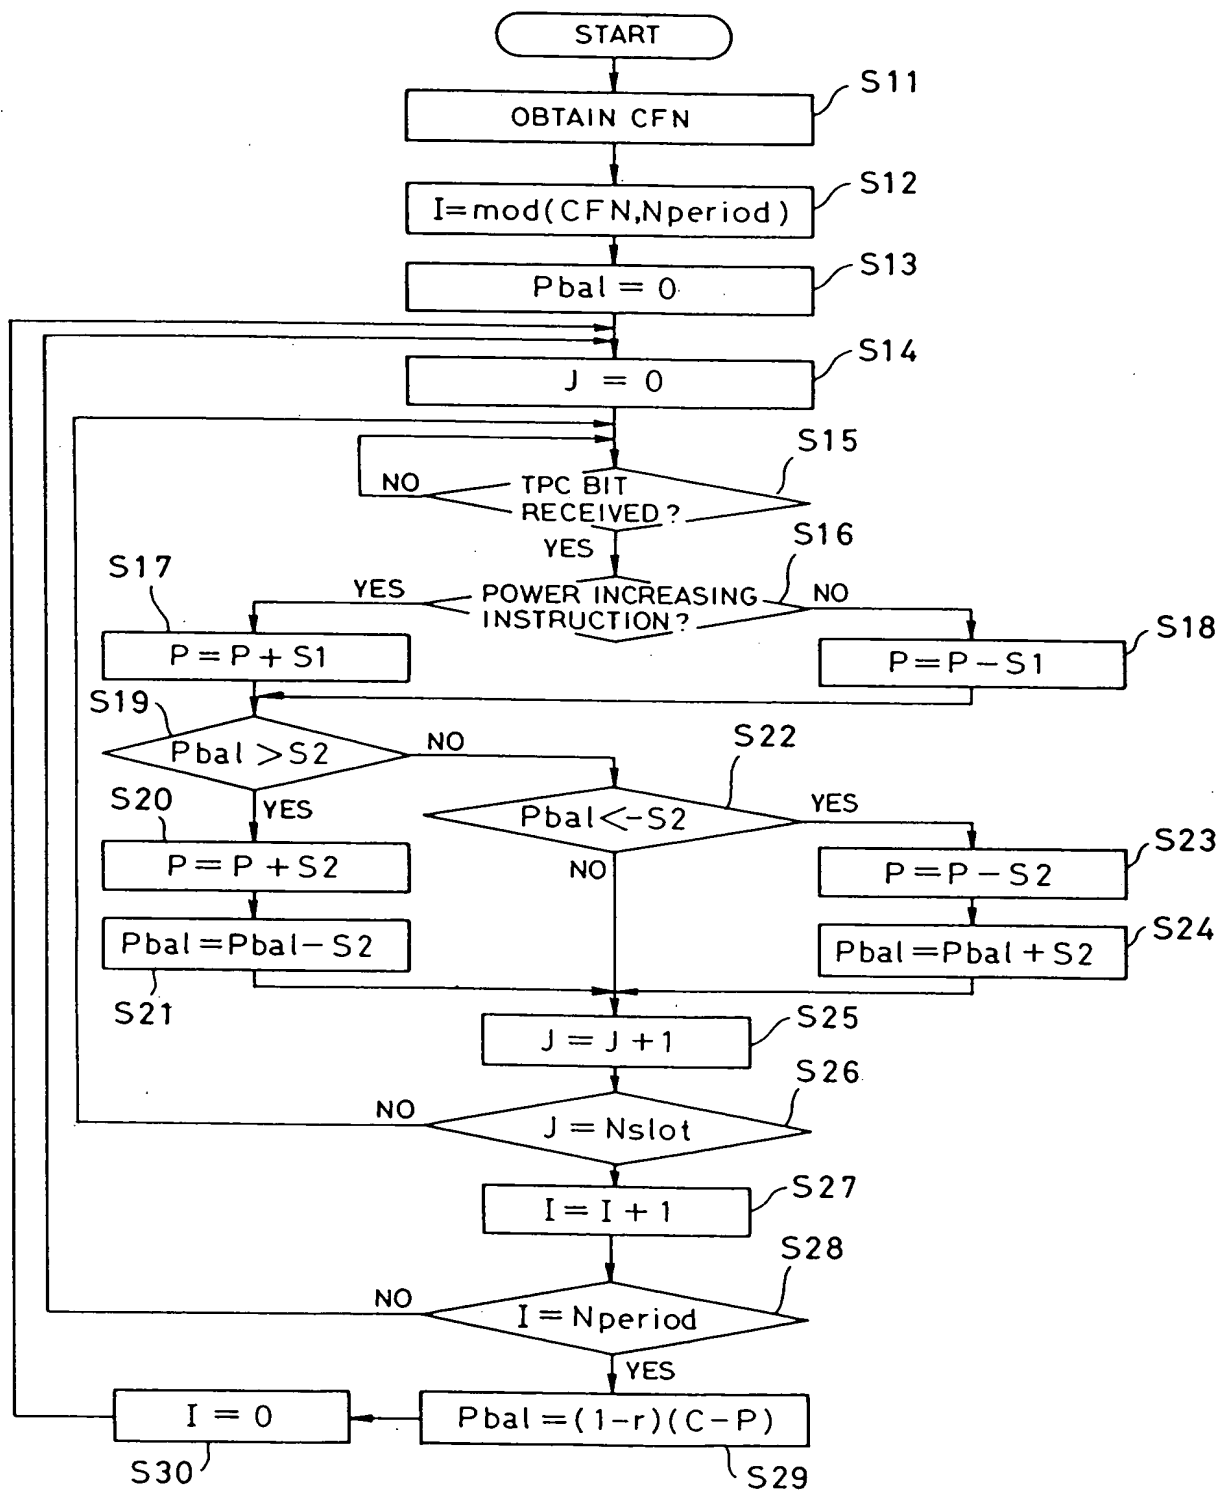 START
S11
OBTAIN CFN
S12
I=mod(CFN,Nperiod)
S13
Pbal = 0
S14
J = 0
S15
NO
TPC BIT
RECEIVED?
YES
S16
S17
YES
POWER INCREASING
INSTRUCTION?
NO
S18
P=P+S1
P=P-S1
S19
Pbal>S2
NO
S22
S20
YES
Pbal<-S2
YES
S23
P=P+S2
NO
P=P-S2
Pbal=Pbal-S2
S24
Pbal=Pbal+S2
S21
S25
J=J+1
S26
NO
J=Nslot
S27
I=I+1
S28
NO
I=Nperiod
YES
I=0
Pbal=(1-r)(C-P)
S30
S29